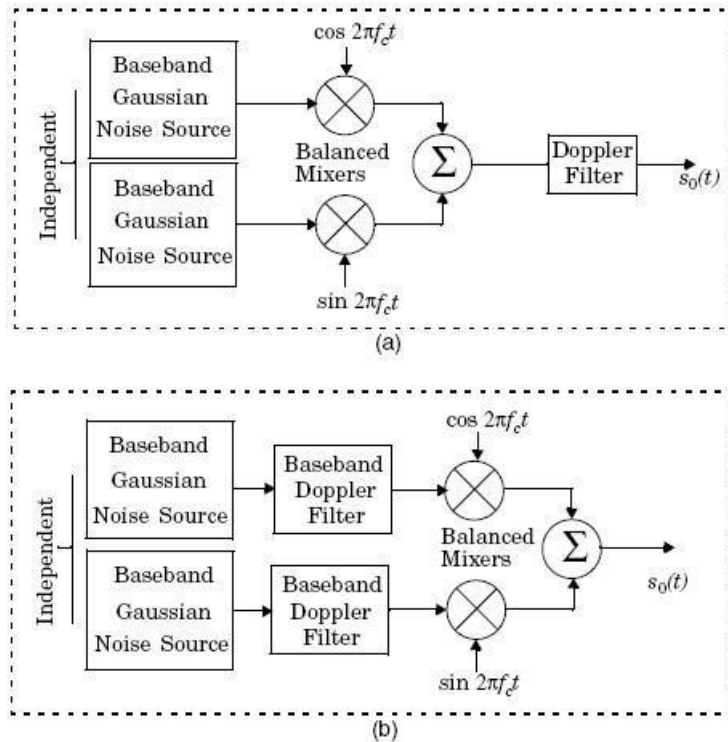 cos 2πf_ct
Baseband
Gaussian
Noise Source
Independent
Balanced
Mixers
Σ
Doppler
Filter
s_0(t)
Baseband
Gaussian
Noise Source
sin 2πf_ct
(a)
cos 2πf_ct
Baseband
Gaussian
Noise Source
Baseband
Doppler
Filter
Independent
Balanced
Mixers
Σ
s_0(t)
Baseband
Gaussian
Noise Source
Baseband
Doppler
Filter
sin 2πf_ct
(b)